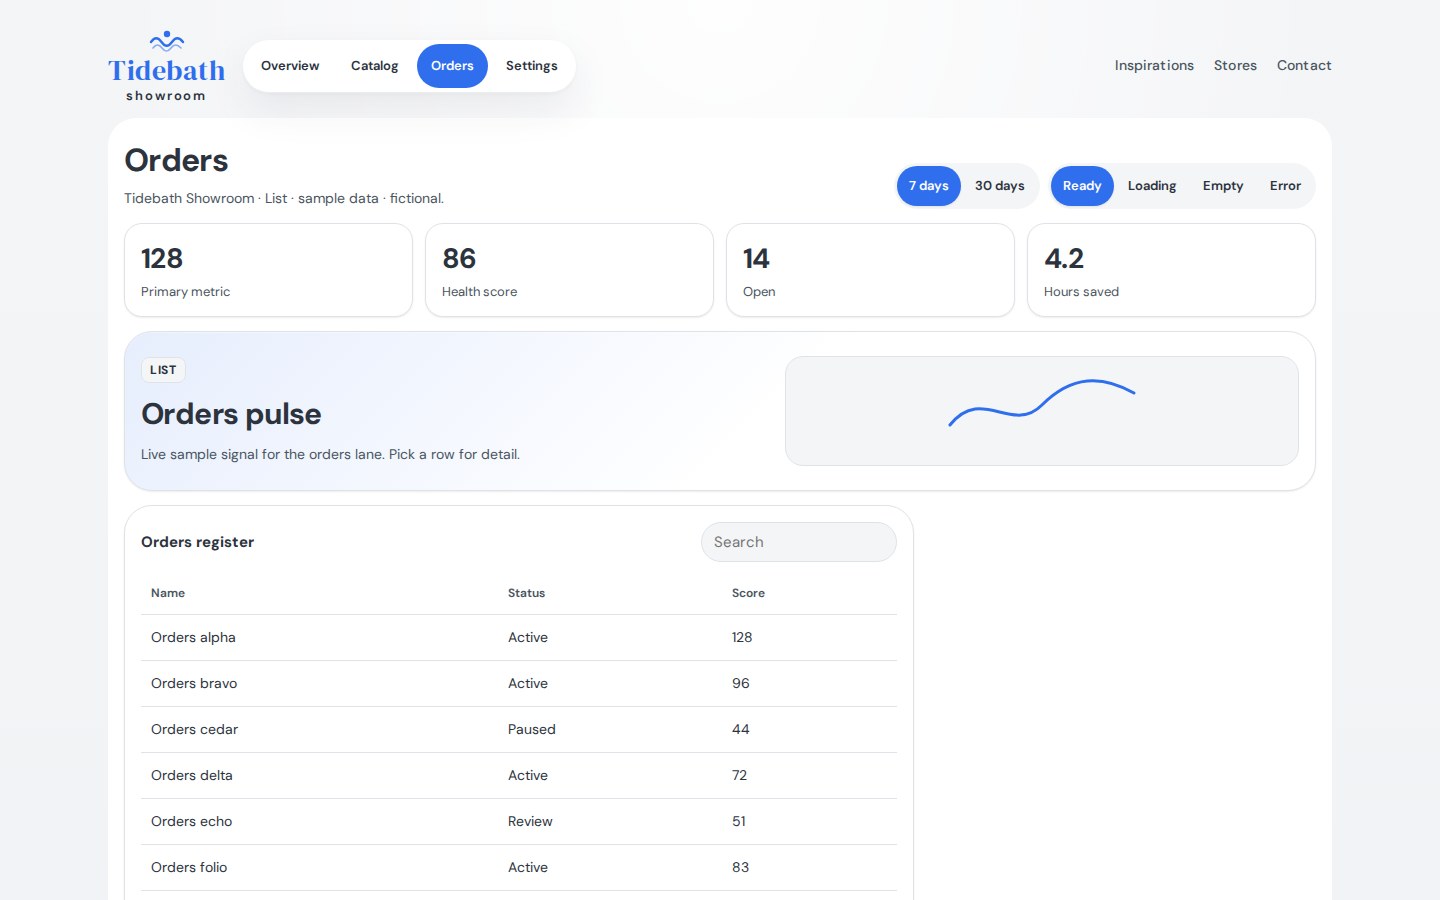 Tidebath
showroom
Overview Catalog Orders Settings
Inspirations Stores Contact
Orders
Tidebath Showroom · List · sample data · fictional.
7 days 30 days
Ready Loading Empty Error
128
Primary metric
86
Health score
14
Open
4.2
Hours saved
LIST
Orders pulse
Live sample signal for the orders lane. Pick a row for detail.
Orders register
Search
Name Status Score
Orders alpha Active 128
Orders bravo Active 96
Orders cedar Paused 44
Orders delta Active 72
Orders echo Review 51
Orders folio Active 83